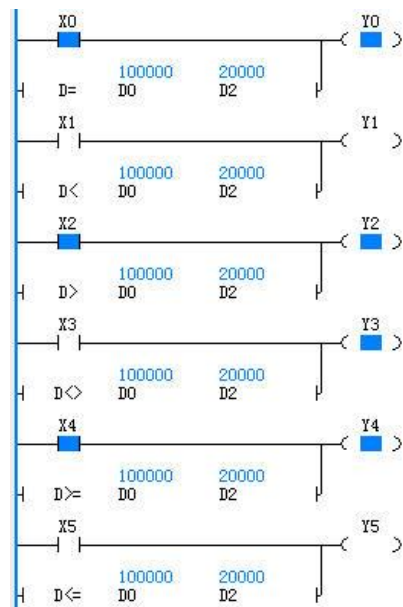 X0 Y0
100000 20000
D= D0 D2
X1 Y1
100000 20000
D< D0 D2
X2 Y2
100000 20000
D> D0 D2
X3 Y3
100000 20000
D<> D0 D2
X4 Y4
100000 20000
D>= D0 D2
X5 Y5
100000 20000
D<= D0 D2